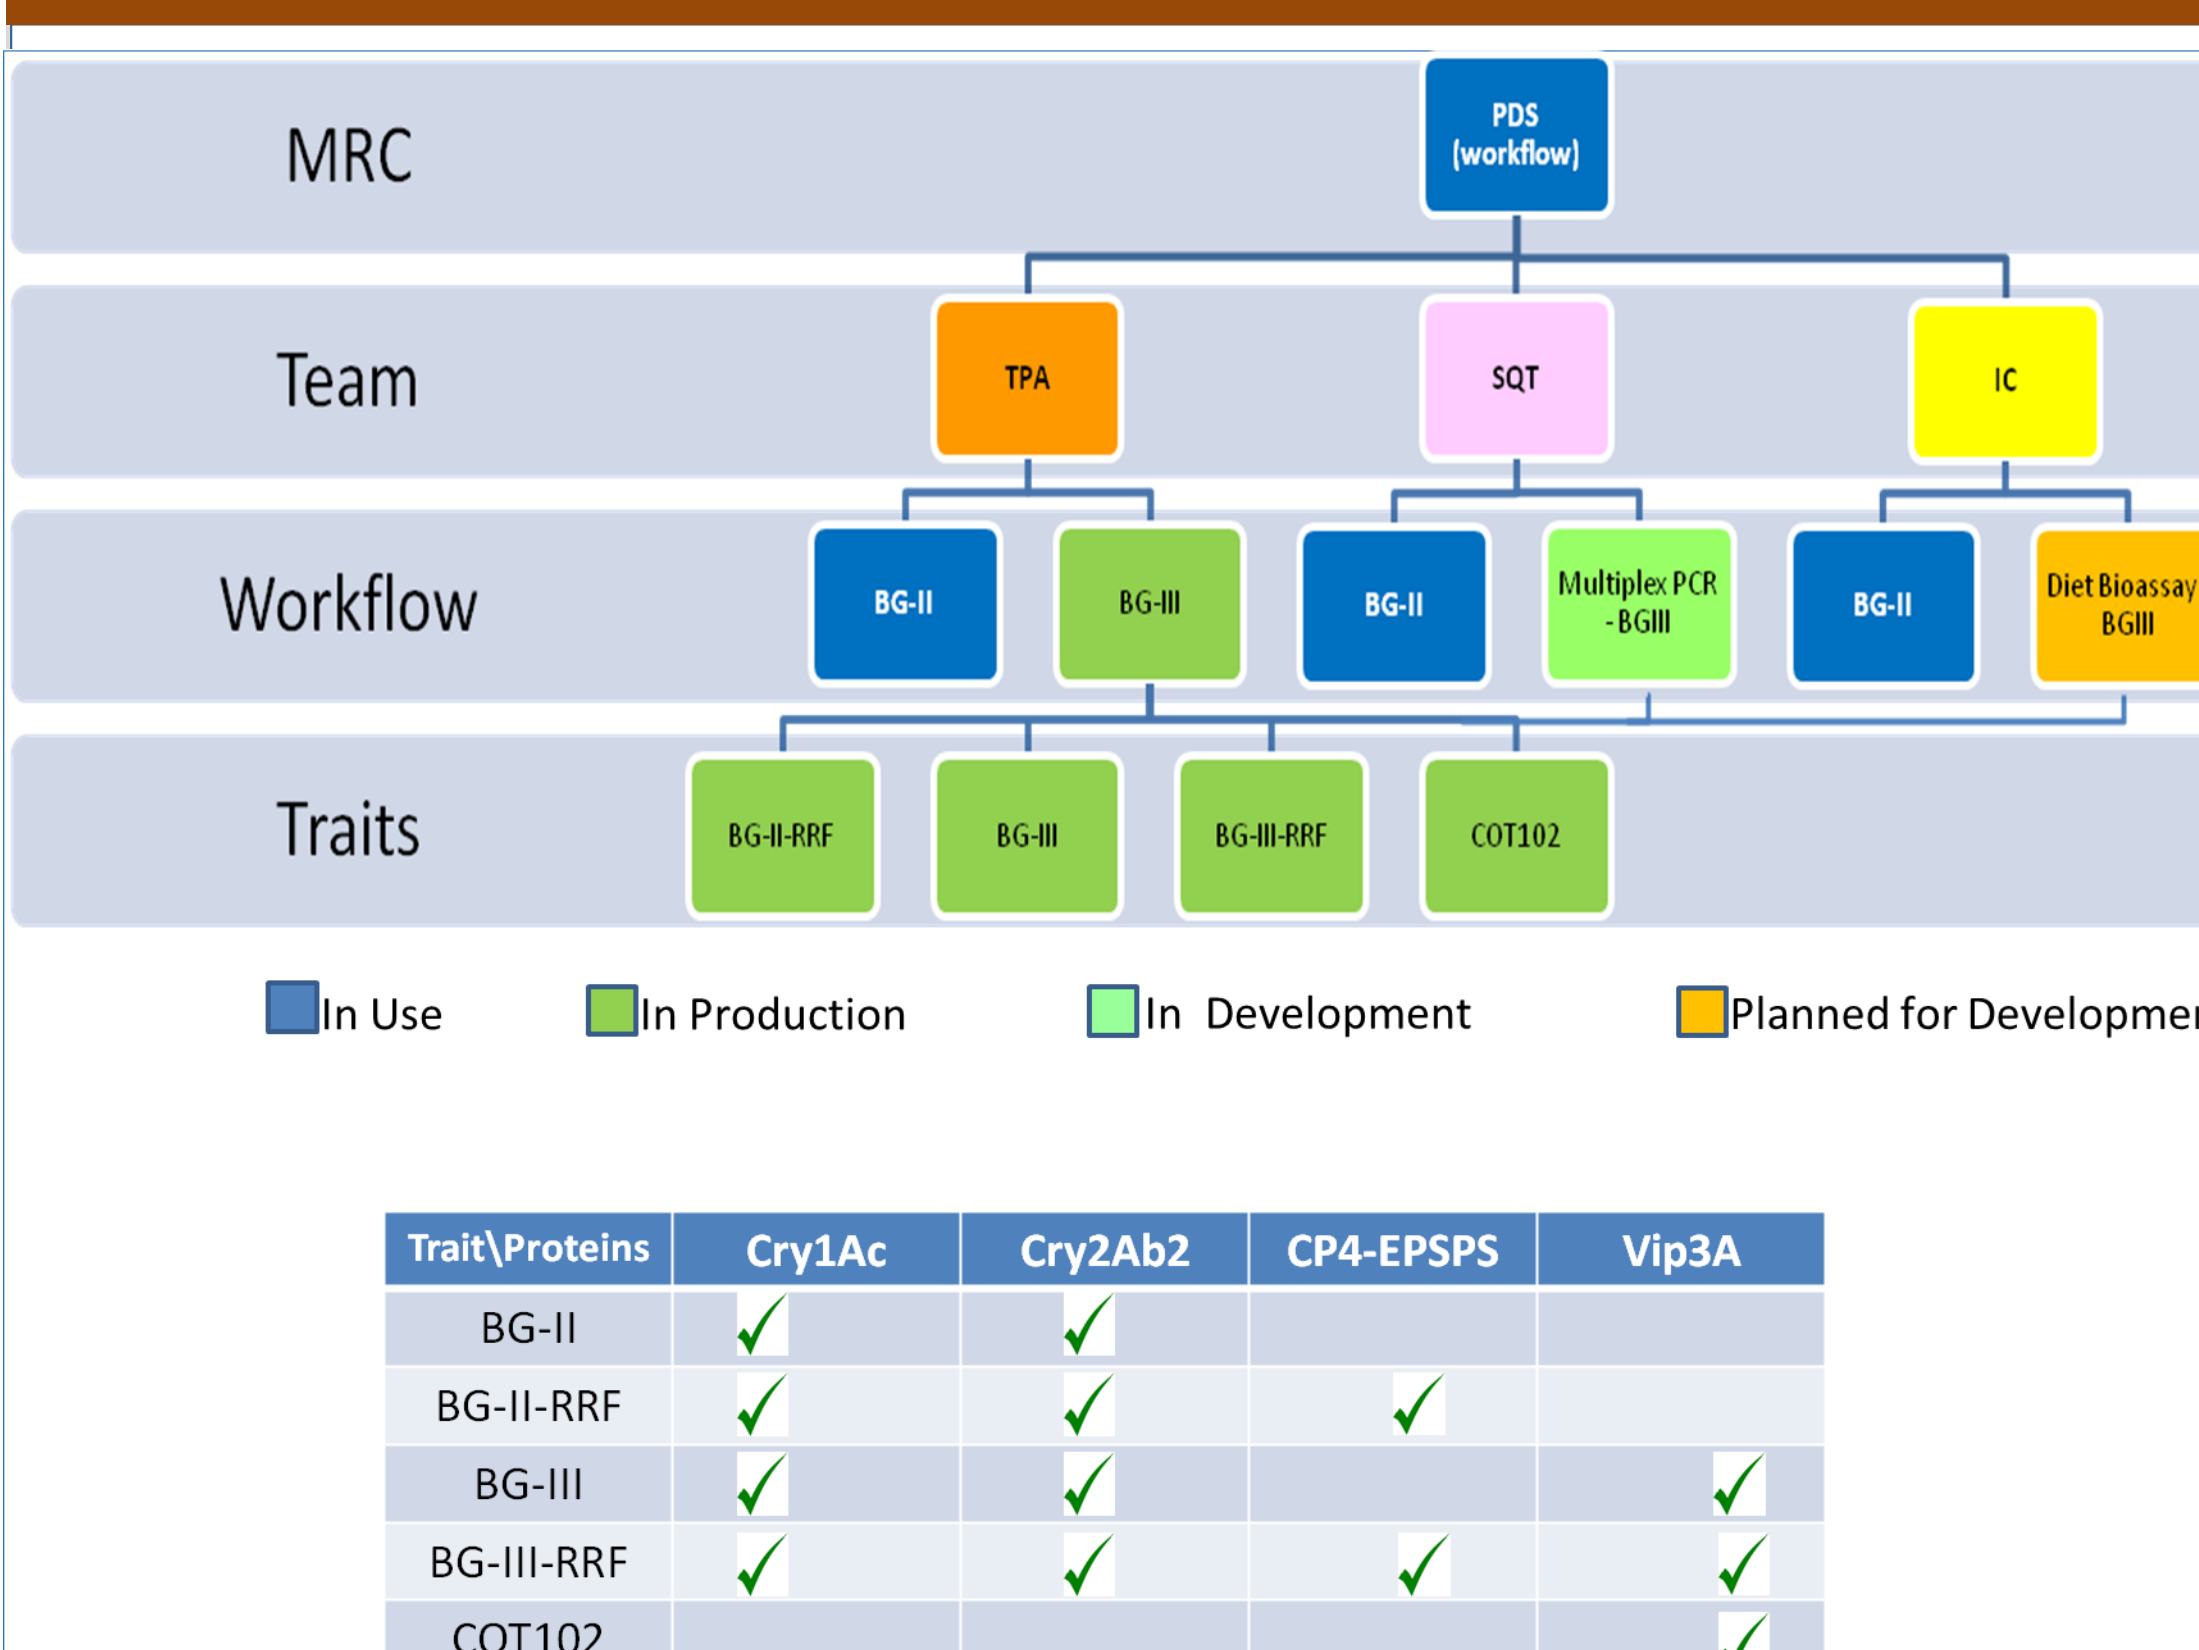 MRC
PDS
(workflow)
Team
TPA
SQT
IC
Workflow
BG-II
BG-III
BG-II
Multiplex PCR
- BGIII
BG-II
Diet Bioassay
BGIII
Traits
BG-II-RRF
BG-III
BG-III-RRF
COT102
In Use
In Production
In Development
Planned for Developmen
Trait\Proteins Cry1Ac Cry2Ab2 CP4-EPSPS Vip3A
BG-II
BG-II-RRF
BG-III
BG-III-RRF
COT102